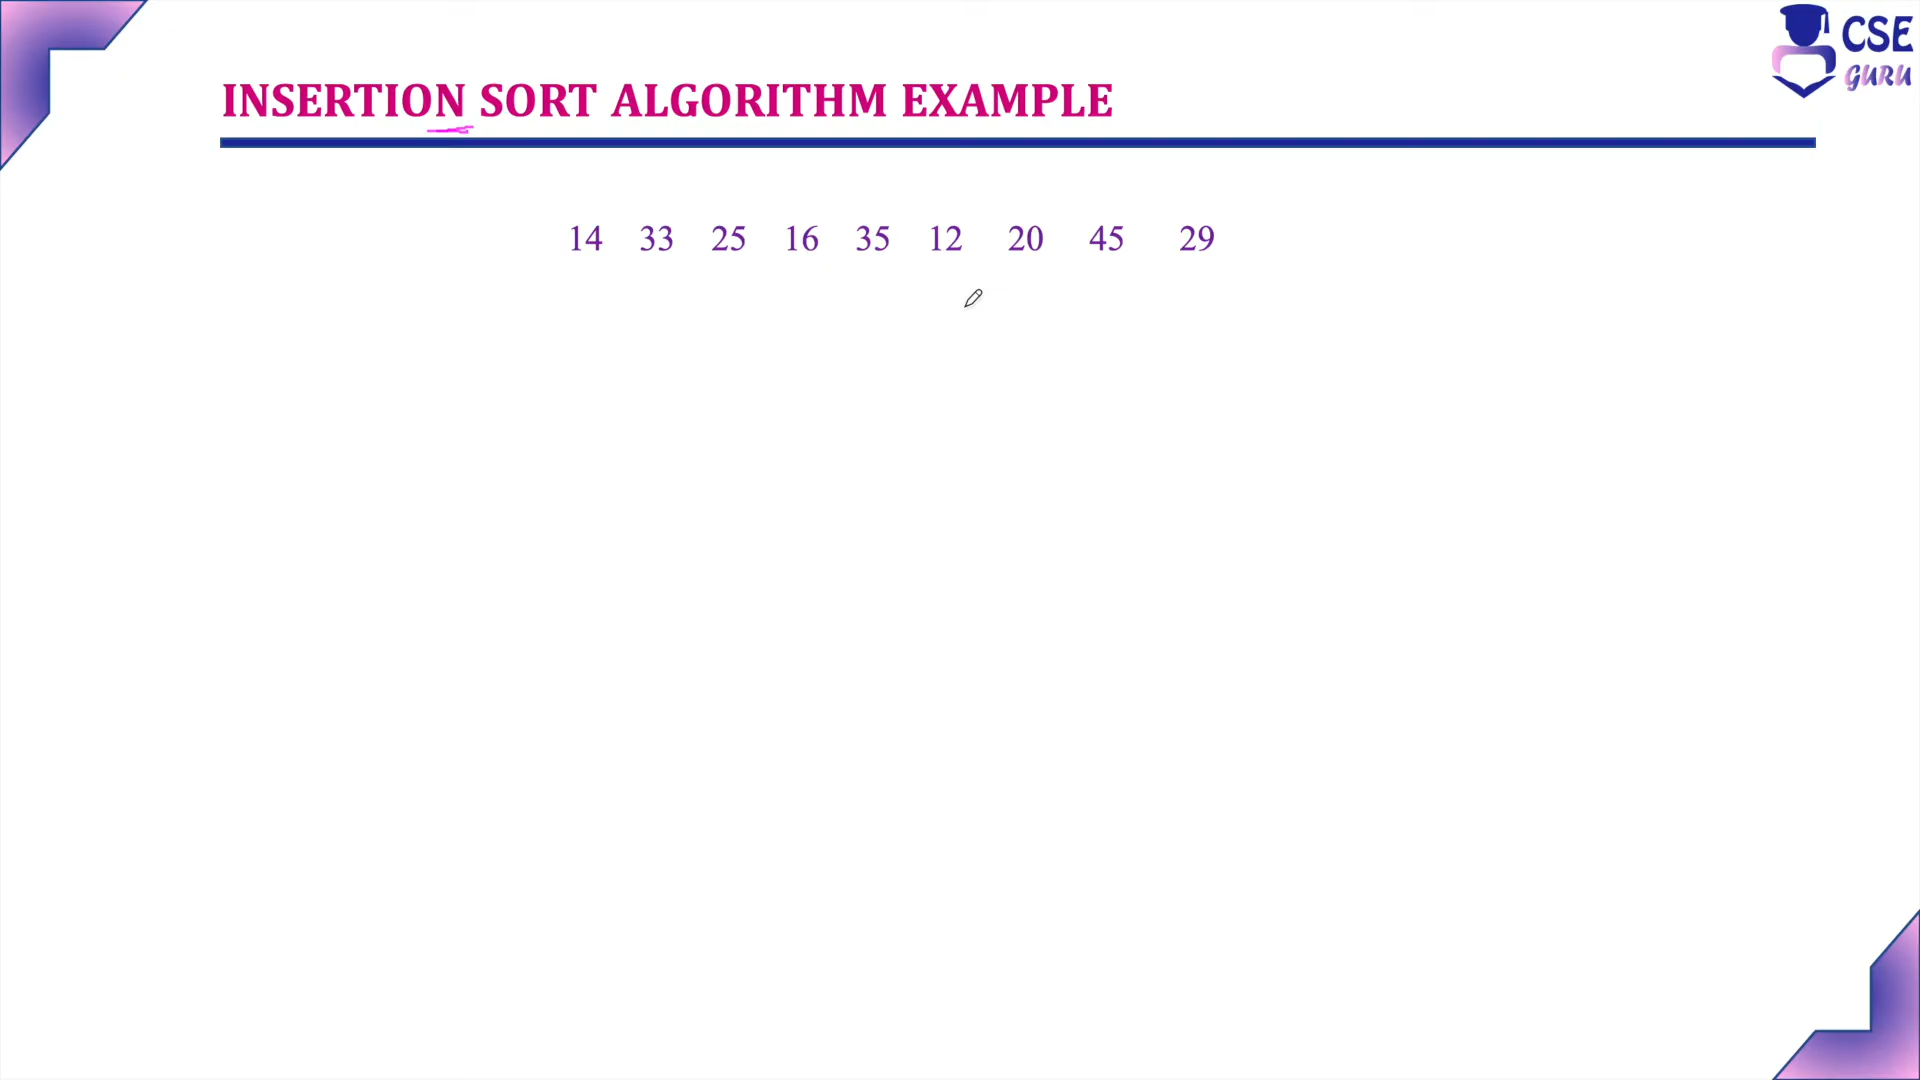 CSE
GURU
INSERTION SORT ALGORITHM EXAMPLE
14 33 25 16 35 12 20 45 29